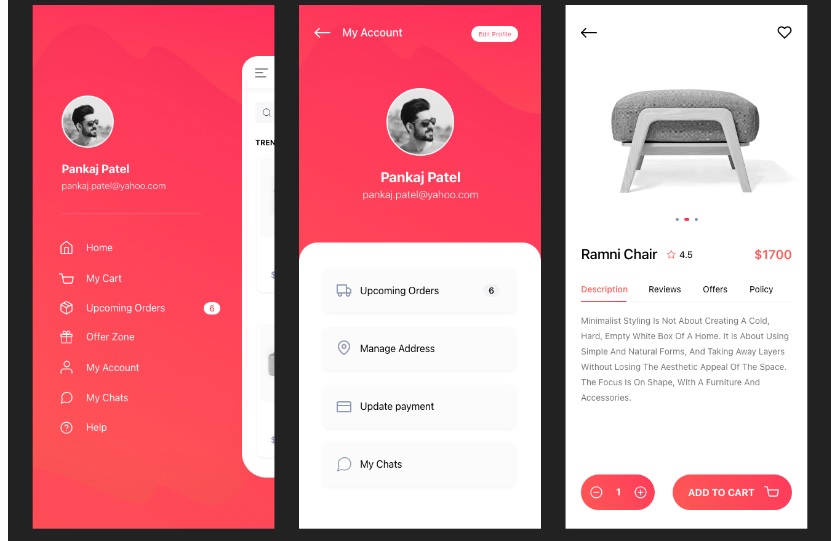 Pankaj Patel
pankaj.patel@yahoo.com
Home
My Cart
Upcoming Orders 6
Offer Zone
My Account
My Chats
Help
TREN
$
$
My Account Edit Profile
Pankaj Patel
pankaj.patel@yahoo.com
Upcoming Orders 6
Manage Address
Update payment
My Chats
Ramni Chair 4.5 $1700
Description Reviews Offers Policy
Minimalist Styling Is Not About Creating A Cold,
Hard, Empty White Box Of A Home. It Is About Using
Simple And Natural Forms, And Taking Away Layers
Without Losing The Aesthetic Appeal Of The Space.
The Focus Is On Shape, With A Furniture And
Accessories.
1 ADD TO CART